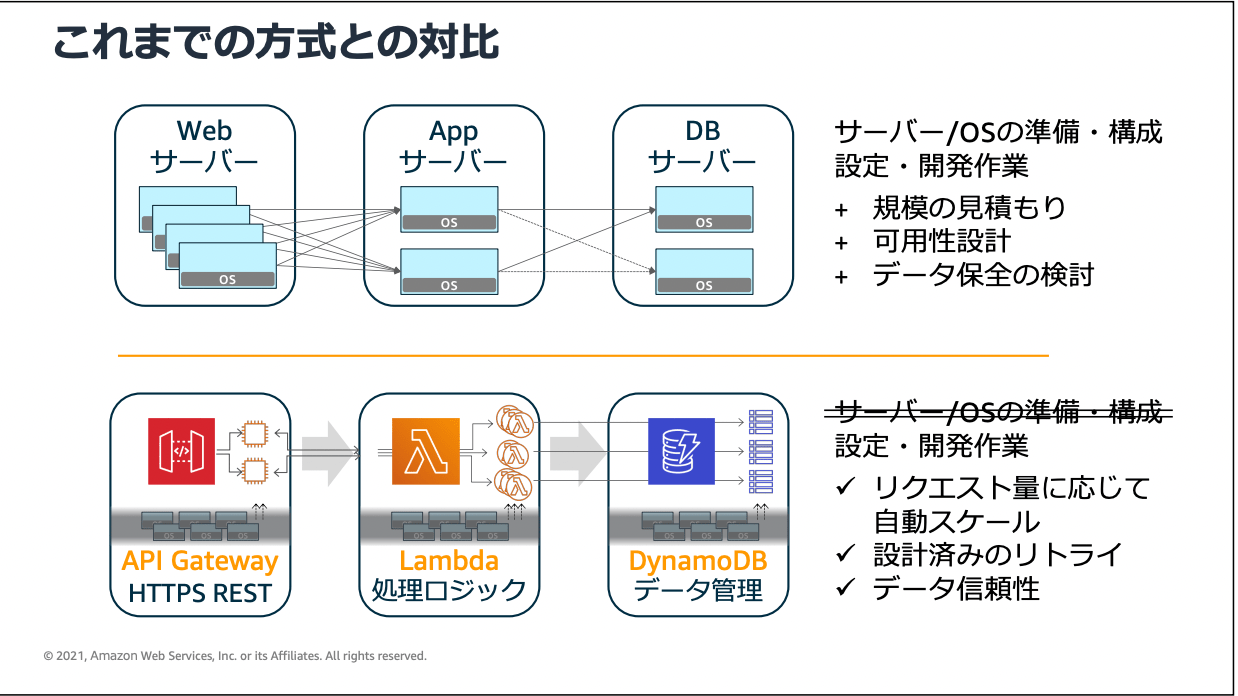 これまでの方式との対比
Web
サーバー
OS
App
サーバー
OS
OS
DB
サーバー
OS
OS
サーバー/OSの準備・構成
設定・開発作業
+ 規模の見積もり
+ 可用性設計
+ データ保全の検討
</>
OS OS OS
API Gateway
HTTPS REST
λ
OS OS OS
Lambda
処理ロジック
OS OS OS
DynamoDB
データ管理
サーバー/OSの準備・構成
設定・開発作業
✓ リクエスト量に応じて
自動スケール
✓ 設計済みのリトライ
✓ データ信頼性
© 2021, Amazon Web Services, Inc. or its Affiliates. All rights reserved.